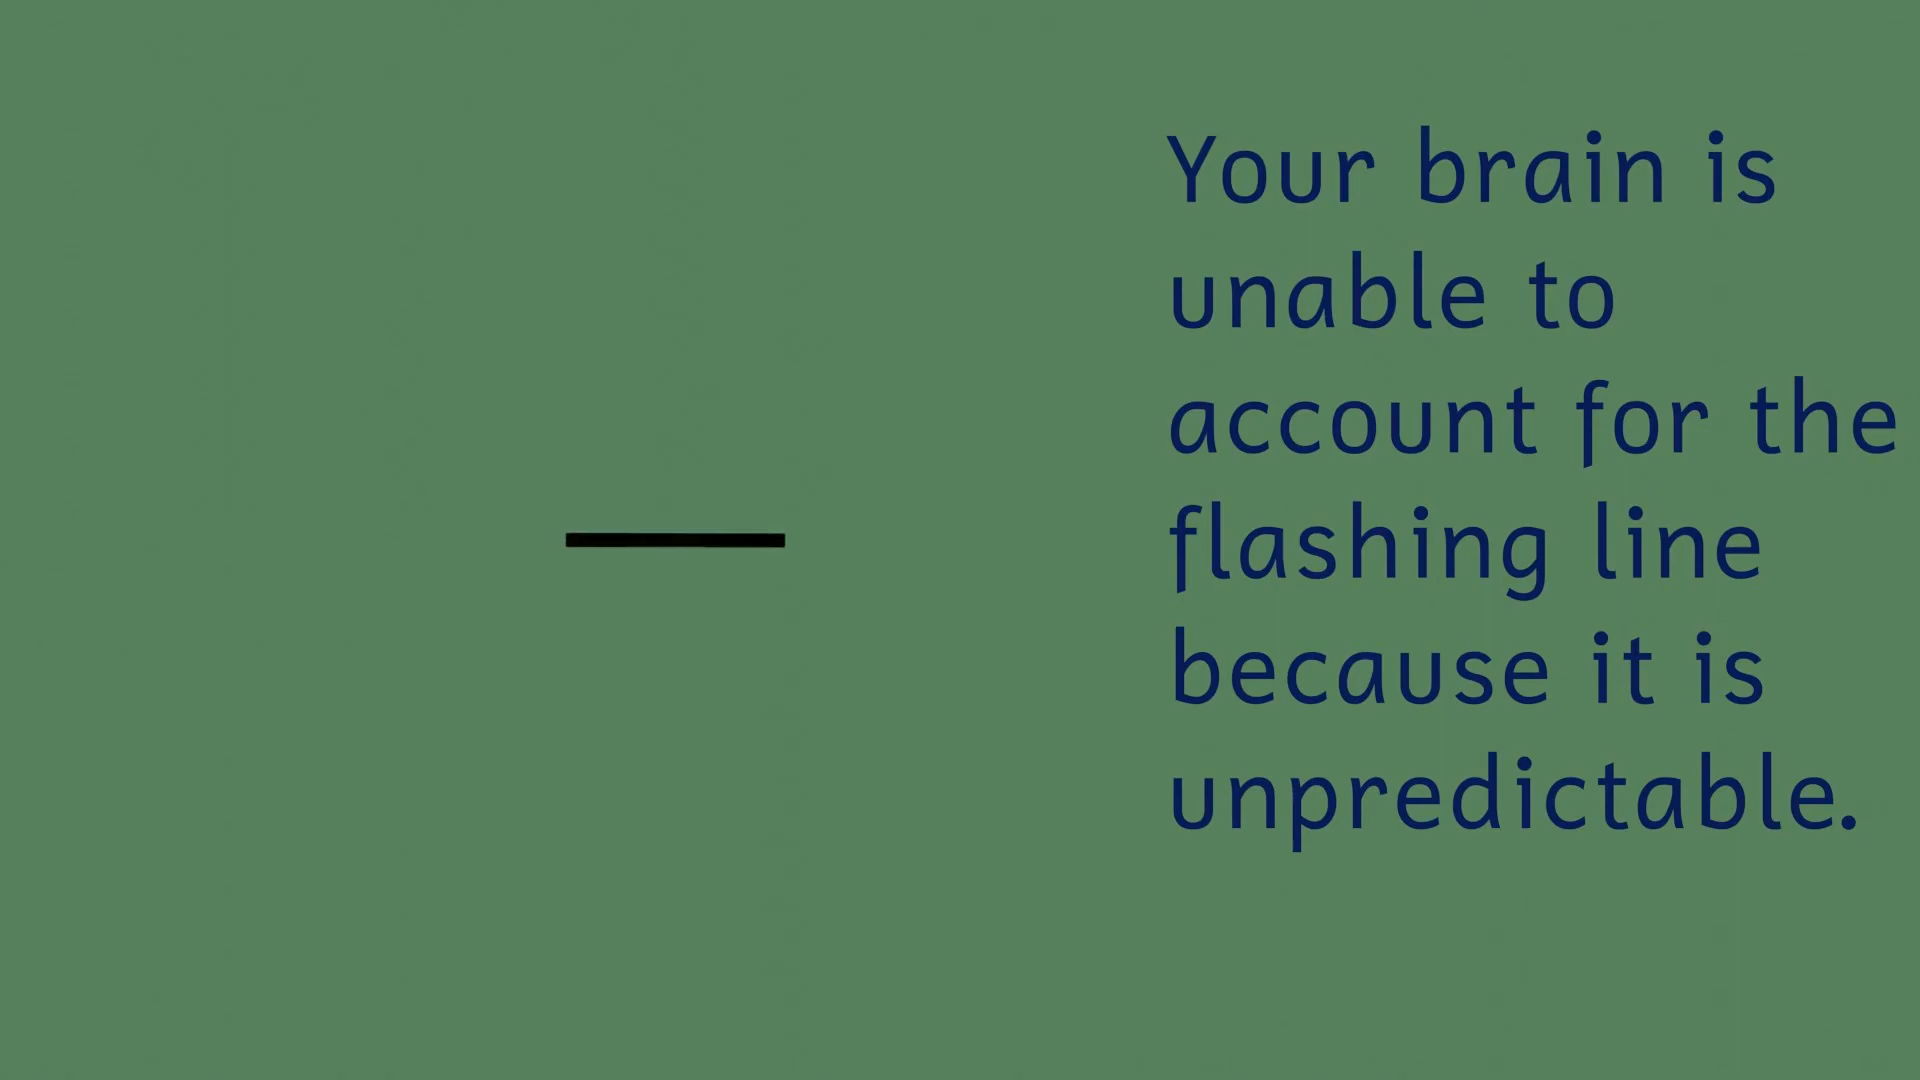 Your brain is
unable to
account for the
flashing line
because it is
unpredictable.